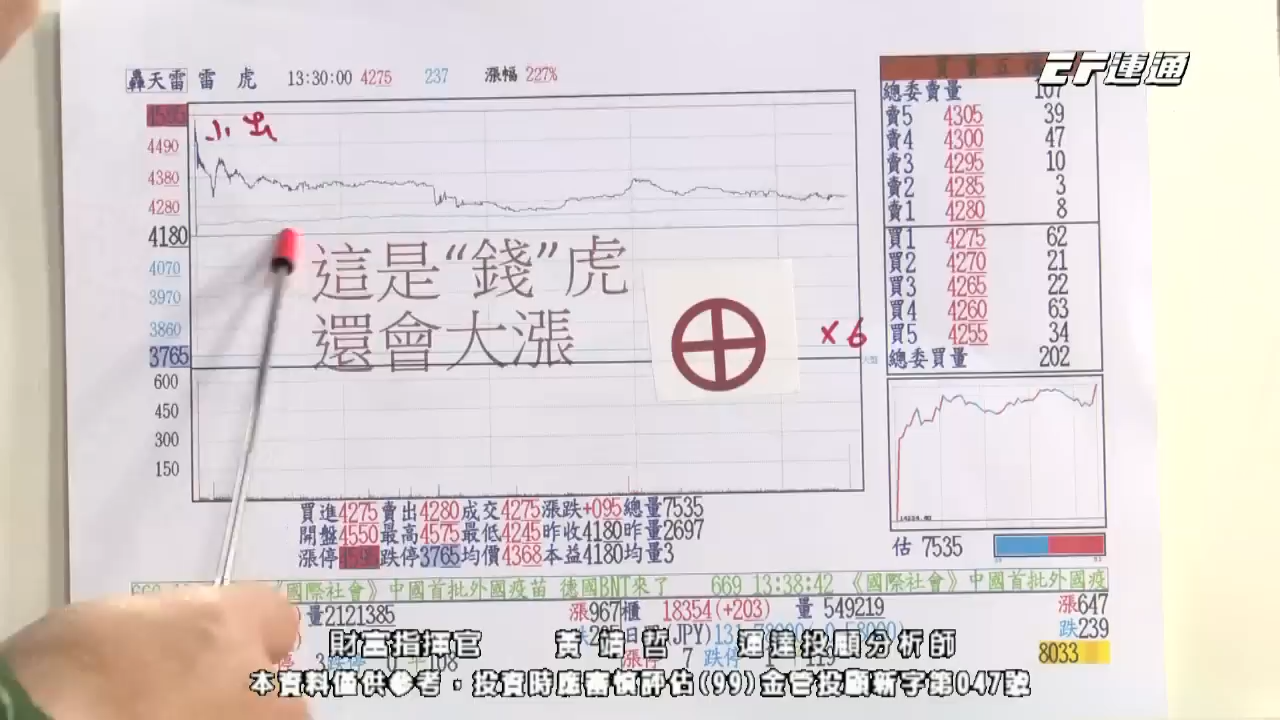 EF運通
轟天雷 雷虎 13:30:00 4275 237 漲幅 227%
小孔
4595
4490
4380
4280
4180
4070
3970
3860
3765
600
450
300
150
這是“錢”虎
還會大漲
×6
總委賣量 107
賣5 4305 39
賣4 4300 47
賣3 4295 10
賣2 4285 3
賣1 4280 8
買1 4275 62
買2 4270 21
買3 4265 22
買4 4260 63
買5 4255 34
總委買量 202
估 7535
買進4275賣出4280成交4275漲跌+095總量7535
開盤4550最高4575最低4245昨收4180昨量2697
漲停4595跌停3765均價4368本益4180均量3
《國際社會》中國首批外國疫苗 德國BNT來了 669 13:38:42 《國際社會》中國首批外國疫
量2121385 漲967櫃 18354(+203) 量 549219 漲647
跌239
8033
財富指揮官 黃靖哲 運達投顧分析師
本資料僅供參考，投資時應審慎評估(99)金管投顧新字第047號